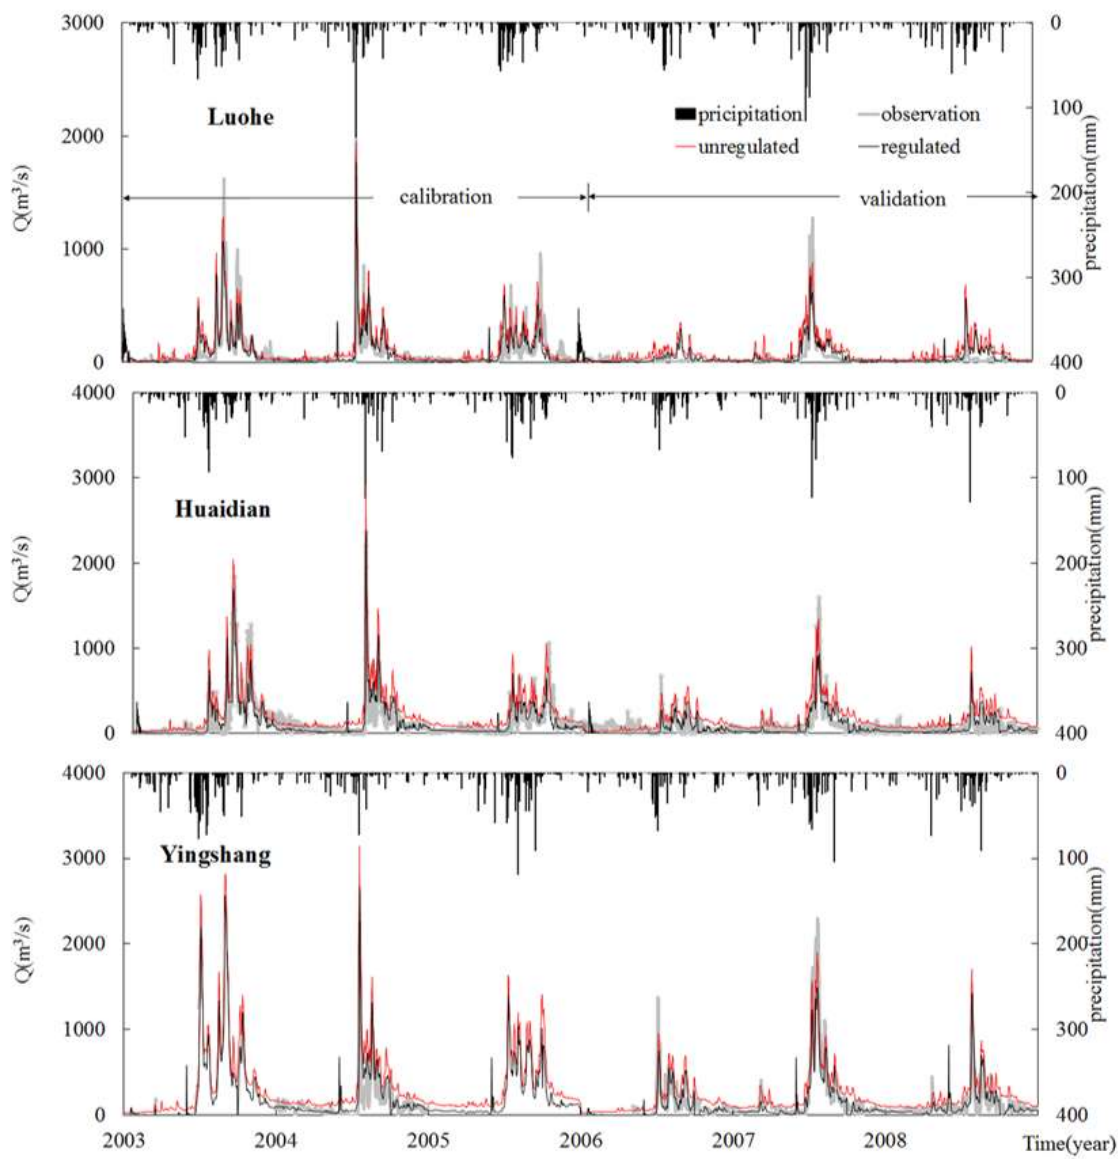 3000
2000
1000
0
Q(m³/s)
Luohe
pricipitation
observation
unregulated
regulated
calibration
validation
0
100
200
300
400
precipitation(mm)
4000
3000
2000
1000
0
Q(m³/s)
Huaidian
0
100
200
300
400
precipitation(mm)
4000
3000
2000
1000
0
Q(m³/s)
Yingshang
0
100
200
300
400
precipitation(mm)
2003 2004 2005 2006 2007 2008 Time(year)